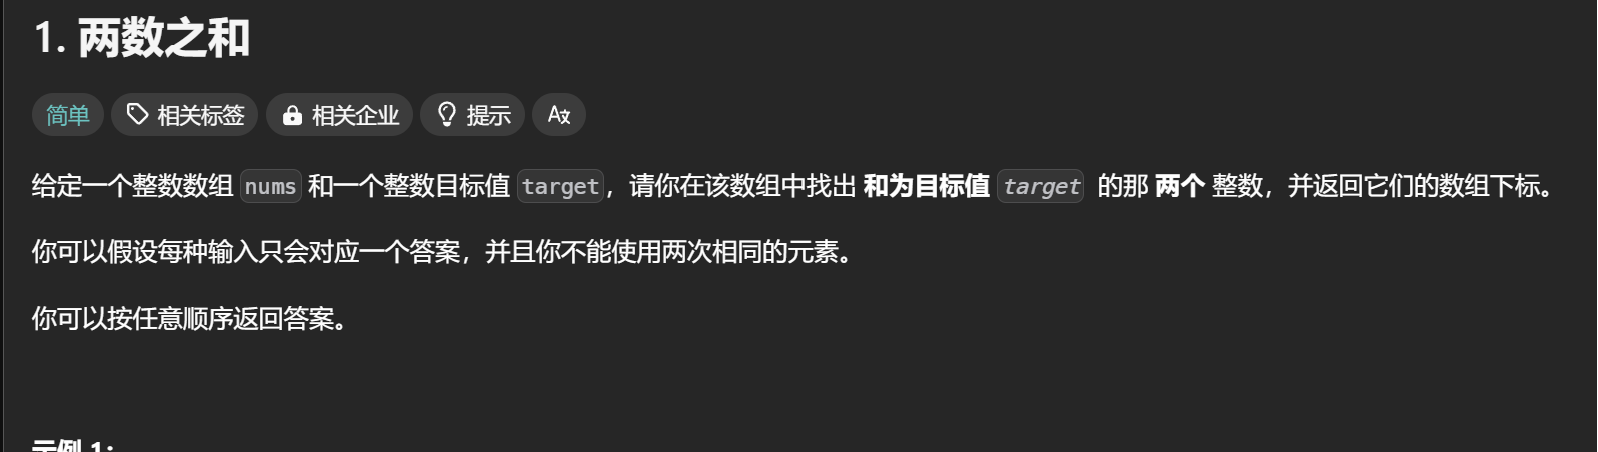 1. 两数之和
简单 相关标签 相关企业 提示
给定一个整数数组 nums 和一个整数目标值 target，请你在该数组中找出 和为目标值 target 的那 两个 整数，并返回它们的数组下标。
你可以假设每种输入只会对应一个答案，并且你不能使用两次相同的元素。
你可以按任意顺序返回答案。
示例 1：